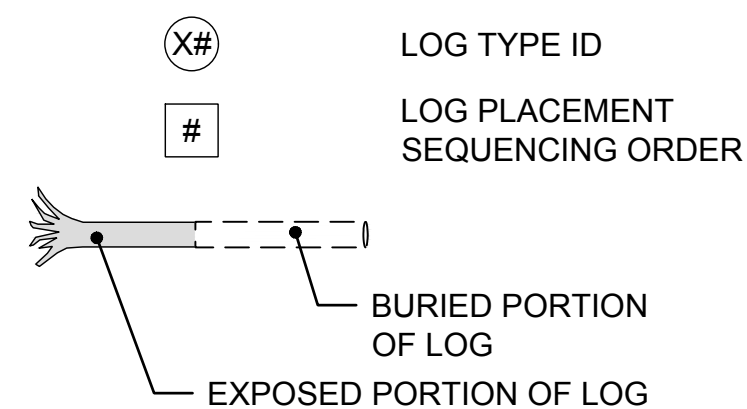 X# LOG TYPE ID
# LOG PLACEMENT
SEQUENCING ORDER
BURIED PORTION
OF LOG
EXPOSED PORTION OF LOG